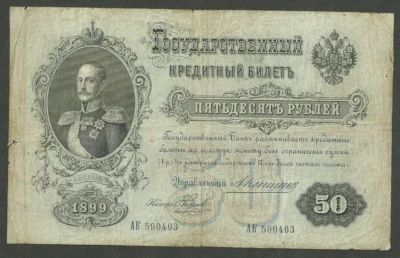 Государственный
Кредитный Билетъ
Пятьдесятъ Рублей
Государственный Банкъ размѣниваетъ кредитные
билеты на золотую монету безъ ограниченія суммы
Управляющій
1899
50
АК 590403
АК 590403